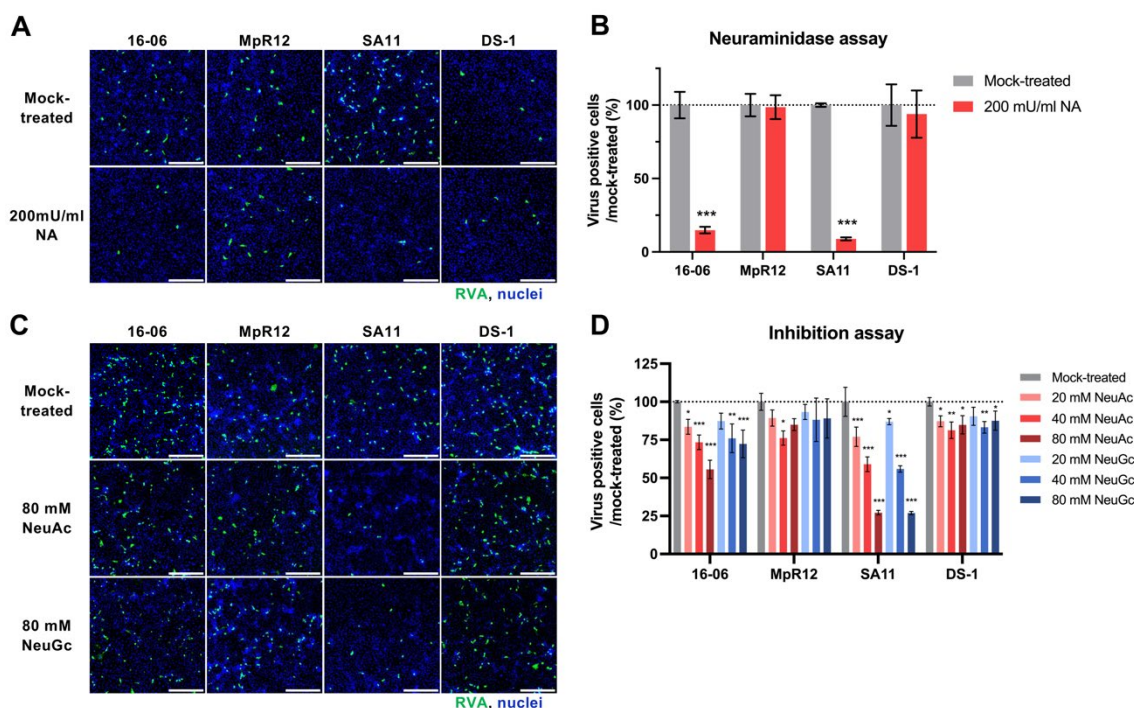 A
16-06 MpR12 SA11 DS-1
Mock-
treated
200mU/ml
NA
RVA, nuclei
B
Neuraminidase assay
Virus positive cells
/mock-treated (%)
100
50
0
*** ***
16-06 MpR12 SA11 DS-1
Mock-treated
200 mU/ml NA
C
16-06 MpR12 SA11 DS-1
Mock-
treated
80 mM
NeuAc
80 mM
NeuGc
RVA, nuclei
D
Inhibition assay
Virus positive cells
/mock-treated (%)
125
100
75
50
25
0
* *** *** ** *** * *** *** *** * *** *** * ** * ** *
16-06 MpR12 SA11 DS-1
Mock-treated
20 mM NeuAc
40 mM NeuAc
80 mM NeuAc
20 mM NeuGc
40 mM NeuGc
80 mM NeuGc